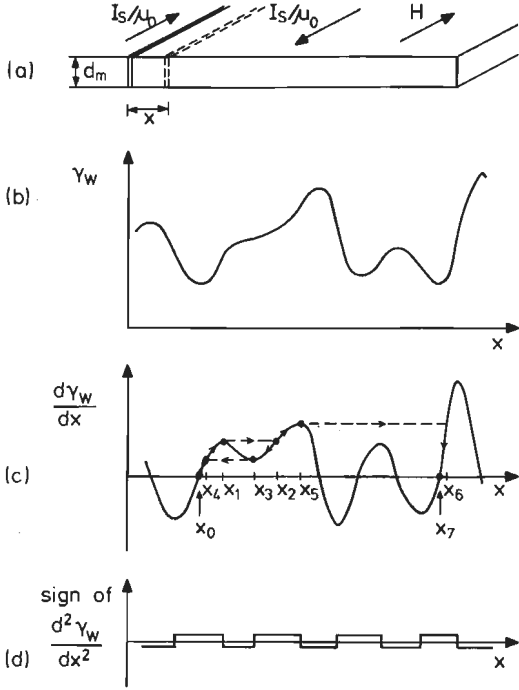 I_S/μ_0 I_S/μ_0 H
(a) d_m
x
(b) γ_W
x
dγ_W
dx
(c) x_4 x_1 x_3 x_2 x_5 x_6 x
x_0 x_7
sign of
d²γ_W
dx²
(d) x